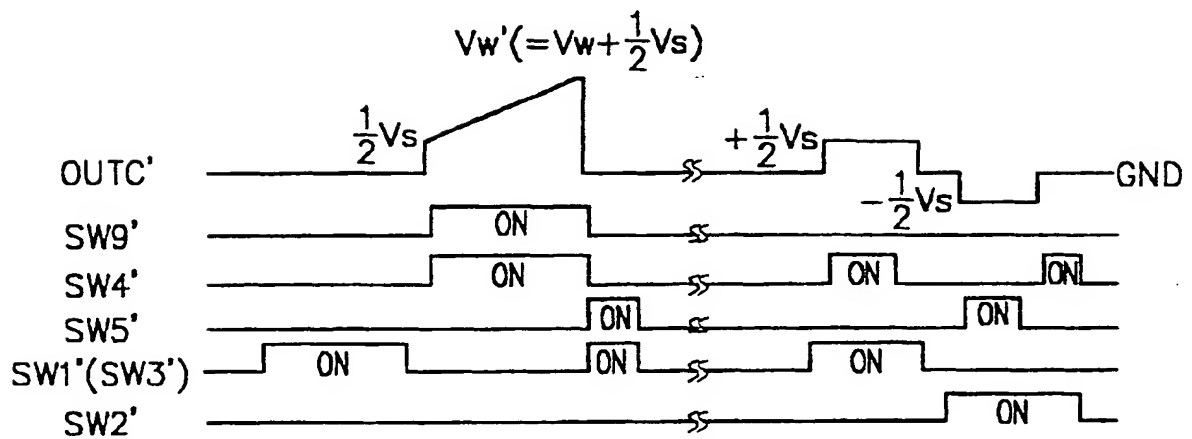 Vw'(=Vw+1/2Vs)
1/2Vs
+1/2Vs
OUTC'
GND
-1/2Vs
SW9' ON
SW4' ON ON ON
SW5' ON ON
SW1'(SW3') ON ON ON
SW2' ON